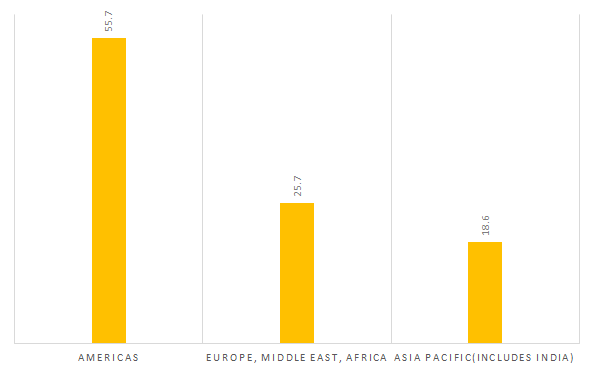 55.7
25.7
18.6
AMERICAS
EUROPE, MIDDLE EAST, AFRICA
ASIA PACIFIC(INCLUDES INDIA)